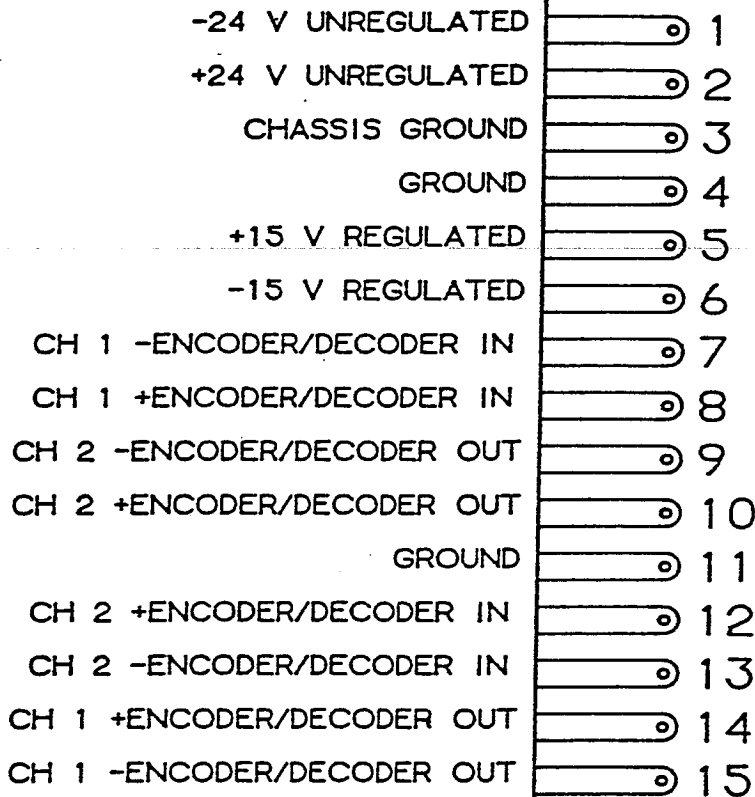 -24 V UNREGULATED 1
+24 V UNREGULATED 2
CHASSIS GROUND 3
GROUND 4
+15 V REGULATED 5
-15 V REGULATED 6
CH 1 -ENCODER/DECODER IN 7
CH 1 +ENCODER/DECODER IN 8
CH 2 -ENCODER/DECODER OUT 9
CH 2 +ENCODER/DECODER OUT 10
GROUND 11
CH 2 +ENCODER/DECODER IN 12
CH 2 -ENCODER/DECODER IN 13
CH 1 +ENCODER/DECODER OUT 14
CH 1 -ENCODER/DECODER OUT 15